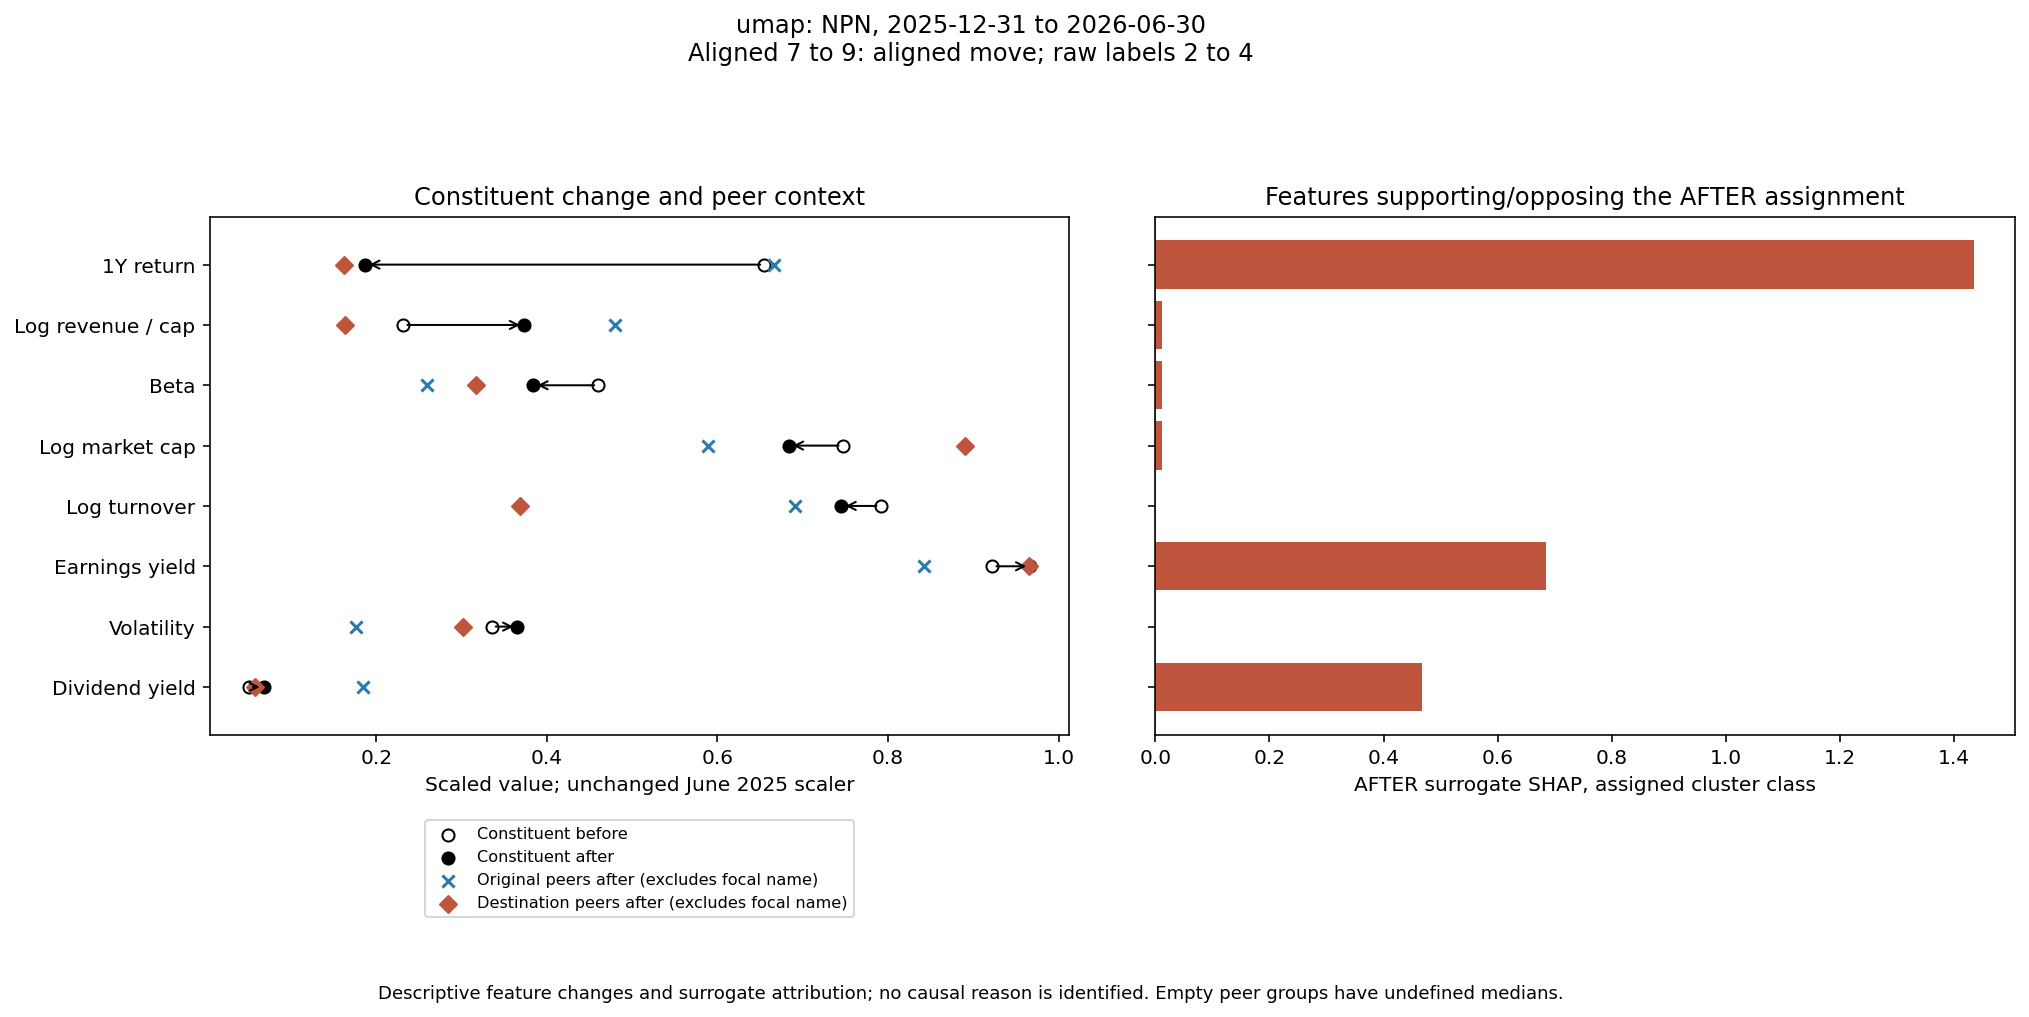 umap: NPN, 2025-12-31 to 2026-06-30
Aligned 7 to 9: aligned move; raw labels 2 to 4
Constituent change and peer context
1Y return
Log revenue / cap
Beta
Log market cap
Log turnover
Earnings yield
Volatility
Dividend yield
0.2 0.4 0.6 0.8 1.0
Scaled value; unchanged June 2025 scaler
Constituent before
Constituent after
Original peers after (excludes focal name)
Destination peers after (excludes focal name)
Features supporting/opposing the AFTER assignment
0.0 0.2 0.4 0.6 0.8 1.0 1.2 1.4
AFTER surrogate SHAP, assigned cluster class
Descriptive feature changes and surrogate attribution; no causal reason is identified. Empty peer groups have undefined medians.